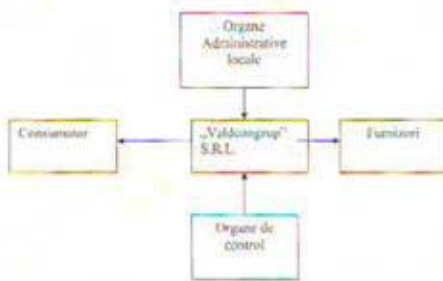 Organe
Administrative
locale
Consumator
„Valdcongrup”
S.R.L.
Furnizori
Organe de
control